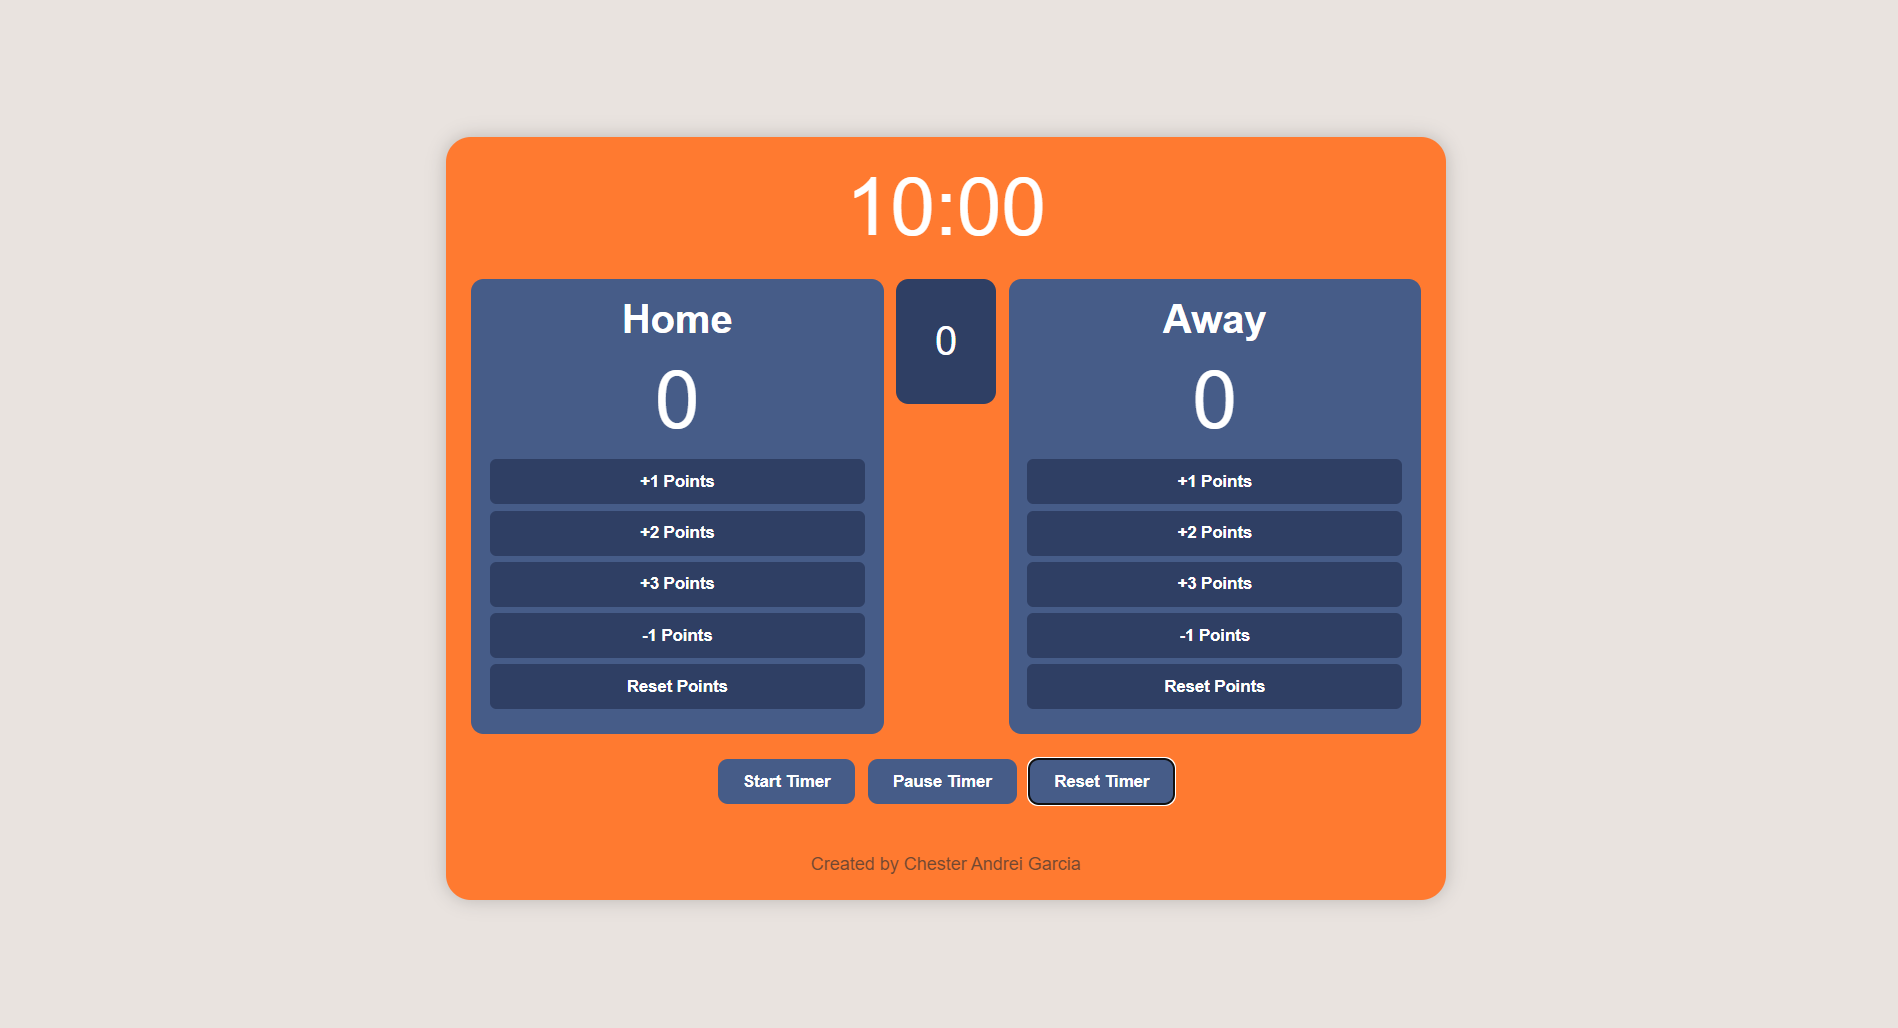 10:00
Home
0
+1 Points
+2 Points
+3 Points
-1 Points
Reset Points
0
Away
0
+1 Points
+2 Points
+3 Points
-1 Points
Reset Points
Start Timer
Pause Timer
Reset Timer
Created by Chester Andrei Garcia